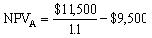 NPV_A = $11,500 / 1.1 − $9,500